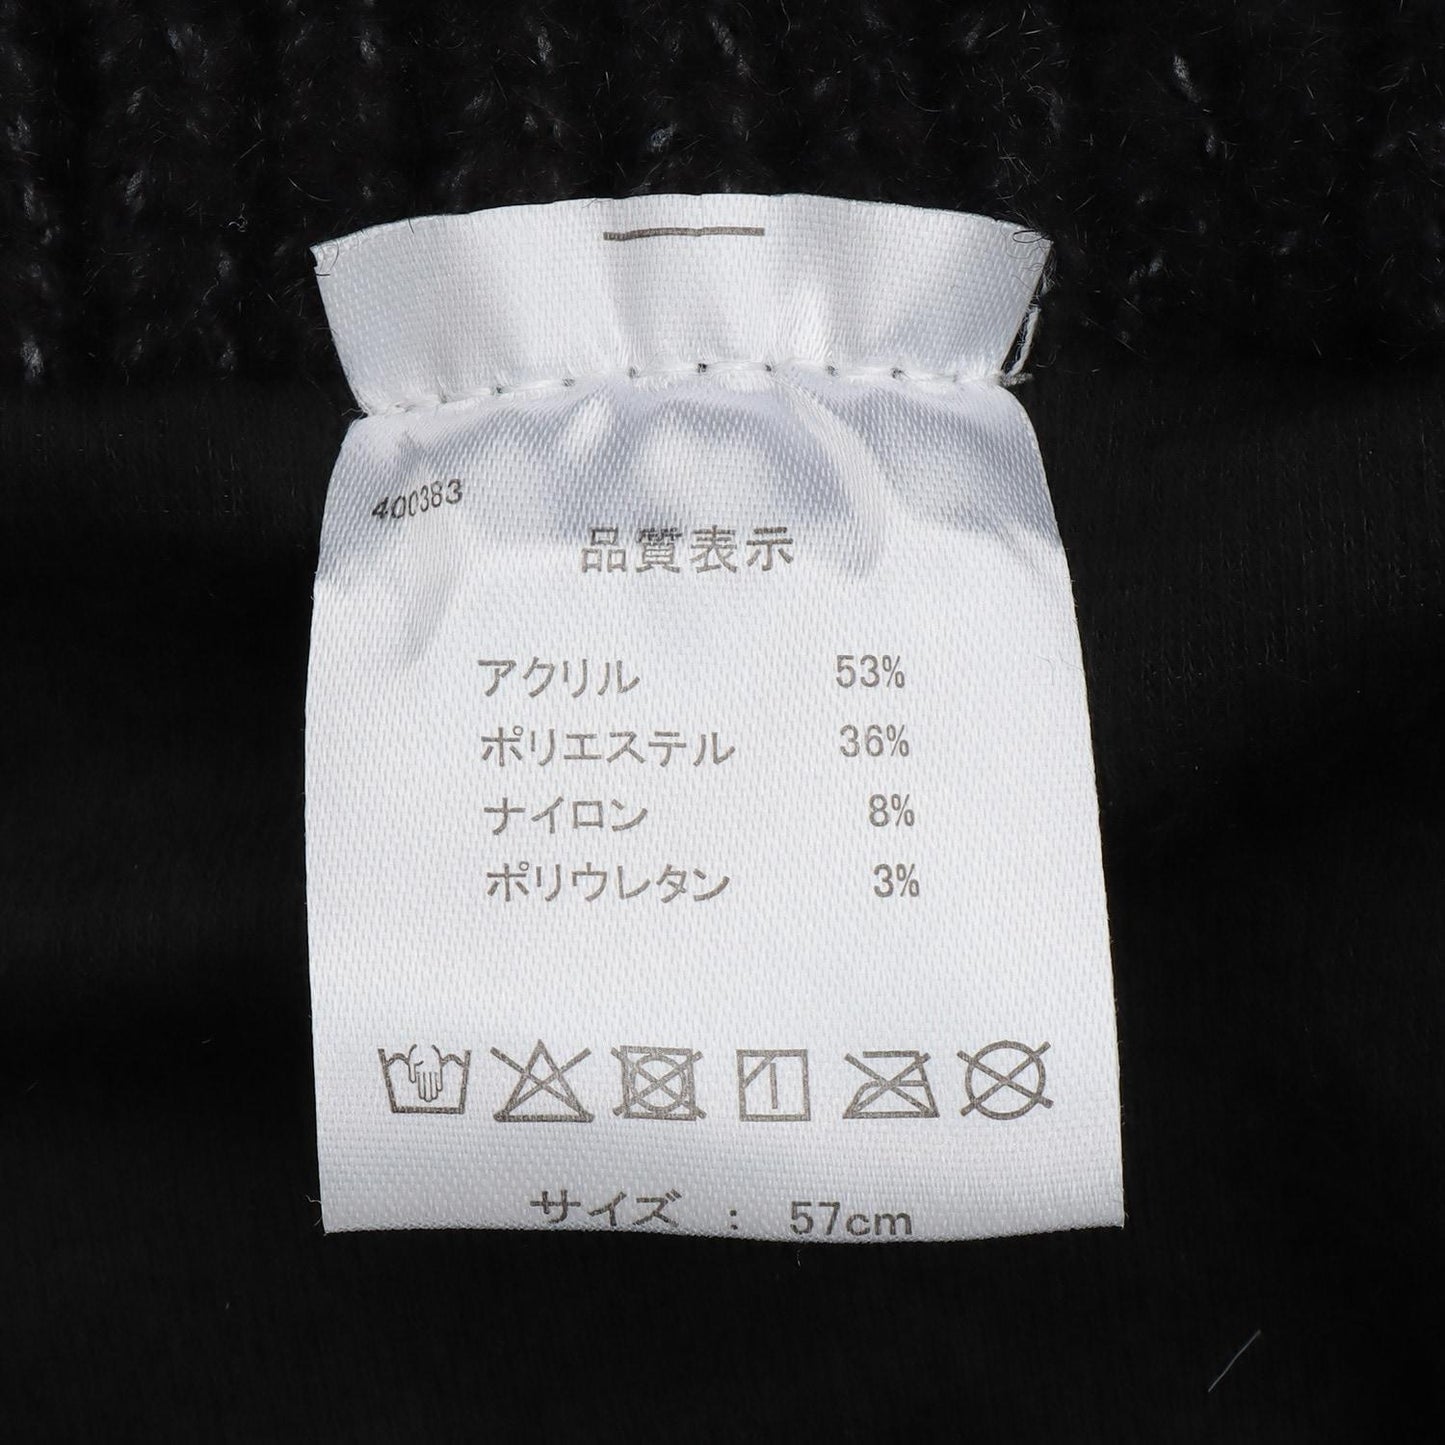 400383
品質表示
アクリル 53%
ポリエステル 36%
ナイロン 8%
ポリウレタン 3%
サイズ : 57cm